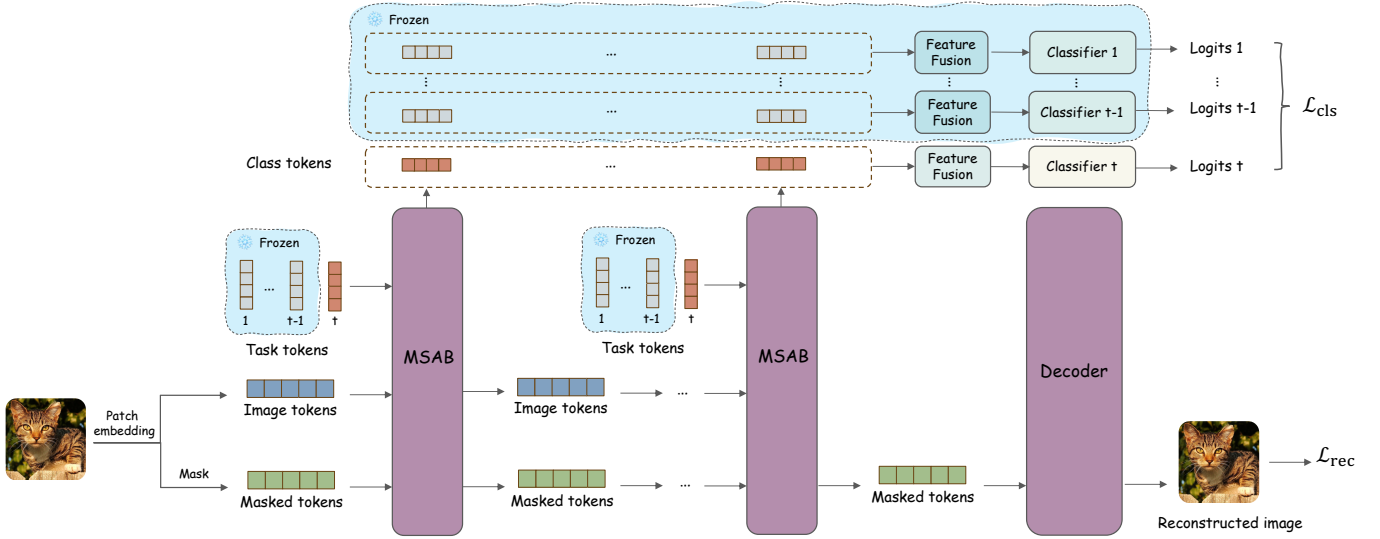 Frozen
...
Feature
Fusion
Classifier 1
Logits 1
...
...
...
...
...
...
Feature
Fusion
Classifier t-1
Logits t-1
ℒcls
Class tokens
...
Feature
Fusion
Classifier t
Logits t
Frozen
...
1
t-1
t
Task tokens
MSAB
Frozen
...
1
t-1
t
Task tokens
MSAB
Decoder
Patch
embedding
Image tokens
Image tokens
...
Mask
Masked tokens
Masked tokens
...
Masked tokens
Reconstructed image
ℒrec